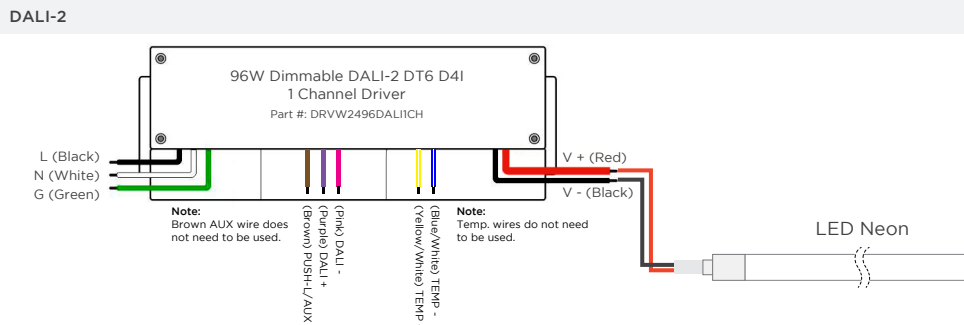 DALI-2
96W Dimmable DALI-2 DT6 D4I
1 Channel Driver
Part #: DRVW2496DALI1CH
L (Black)
N (White)
G (Green)
V + (Red)
V - (Black)
Note:
Brown AUX wire does
not need to be used.
(Brown) PUSH-L/AUX
(Purple) DALI +
(Pink) DALI -
(Yellow/White) TEMP
(Blue/White) TEMP -
Note:
Temp. wires do not need
to be used.
LED Neon